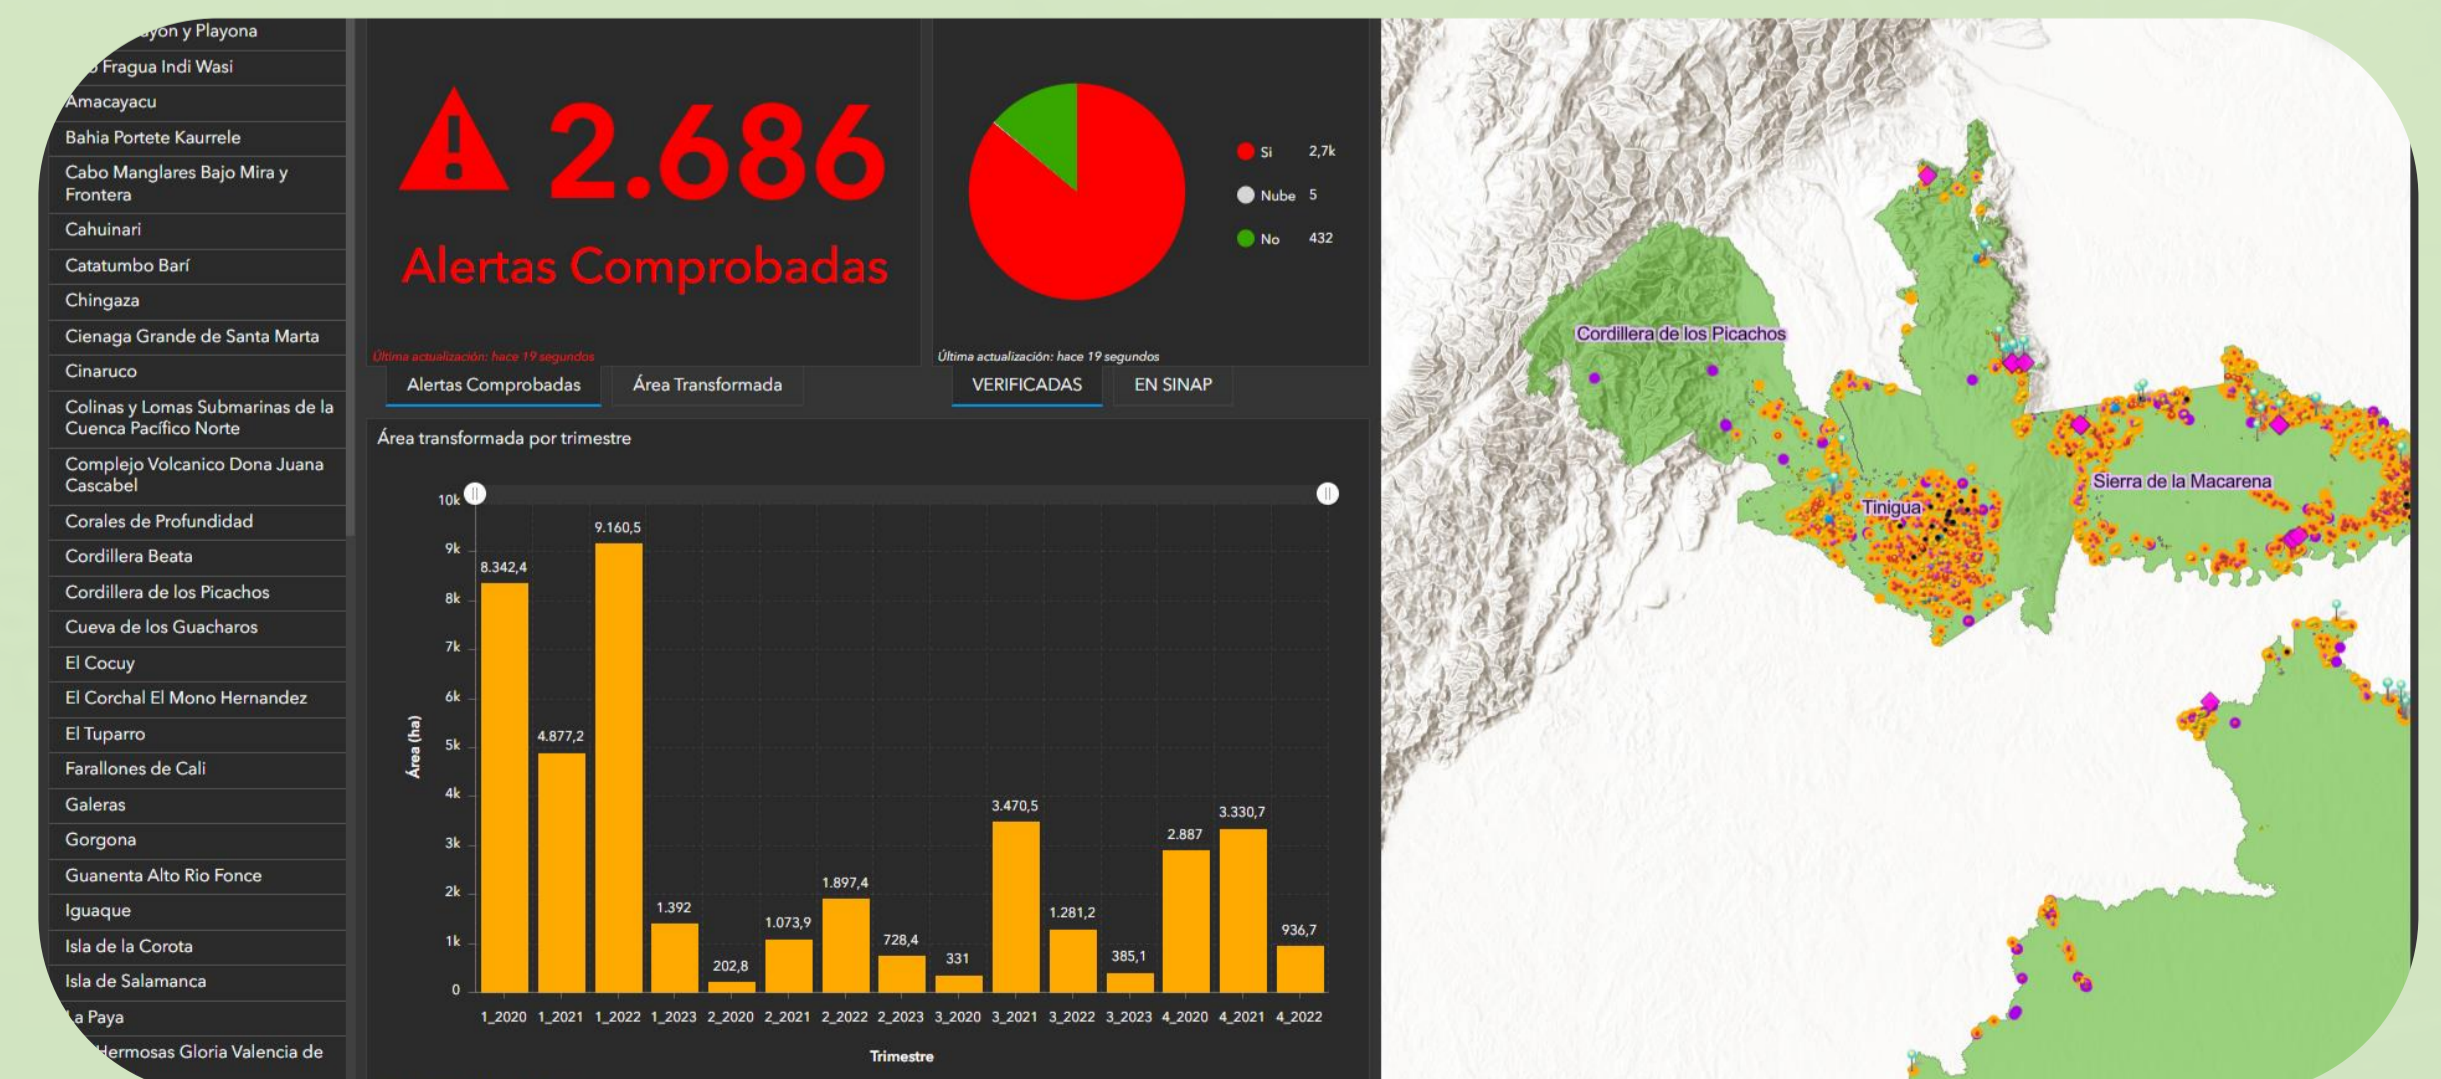 y Playona
Fragua Indi Wasi
Amacayacu
Bahia Portete Kaurrele
Cabo Manglares Bajo Mira y
Frontera
Cahuinari
Catatumbo Barí
Chingaza
Cienaga Grande de Santa Marta
Cinaruco
Colinas y Lomas Submarinas de la
Cuenca Pacífico Norte
Complejo Volcanico Dona Juana
Cascabel
Corales de Profundidad
Cordillera Beata
Cordillera de los Picachos
Cueva de los Guacharos
El Cocuy
El Corchal El Mono Hernandez
El Tuparro
Farallones de Cali
Galeras
Gorgona
Guanenta Alto Rio Fonce
Iguaque
Isla de la Corota
Isla de Salamanca
La Paya
Hermosas Gloria Valencia de
2.686
Alertas Comprobadas
Última actualización: hace 19 segundos
Alertas Comprobadas Área Transformada
Si 2,7k
Nube 5
No 432
Última actualización: hace 19 segundos
VERIFICADAS EN SINAP
Área transformada por trimestre
10k
9k
8k
7k
6k
5k
4k
3k
2k
1k
0
Área (ha)
8.342,4
4.877,2
9.160,5
1.392
202,8
1.073,9
1.897,4
728,4
331
3.470,5
1.281,2
385,1
2.887
3.330,7
936,7
1_2020 1_2021 1_2022 1_2023 2_2020 2_2021 2_2022 2_2023 3_2020 3_2021 3_2022 3_2023 4_2020 4_2021 4_2022
Trimestre
Cordillera de los Picachos
Tinigua
Sierra de la Macarena